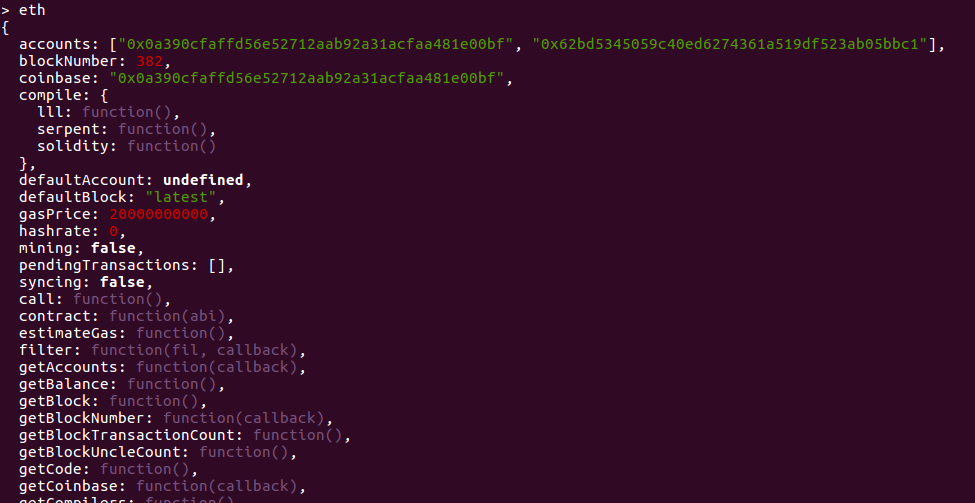 > eth
{
  accounts: ["0x0a390cfaffd56e52712aab92a31acfaa481e00bf", "0x62bd5345059c40ed6274361a519df523ab05bbc1"],
  blockNumber: 382,
  coinbase: "0x0a390cfaffd56e52712aab92a31acfaa481e00bf",
  compile: {
    lll: function(),
    serpent: function(),
    solidity: function()
  },
  defaultAccount: undefined,
  defaultBlock: "latest",
  gasPrice: 20000000000,
  hashrate: 0,
  mining: false,
  pendingTransactions: [],
  syncing: false,
  call: function(),
  contract: function(abi),
  estimateGas: function(),
  filter: function(fil, callback),
  getAccounts: function(callback),
  getBalance: function(),
  getBlock: function(),
  getBlockNumber: function(callback),
  getBlockTransactionCount: function(),
  getBlockUncleCount: function(),
  getCode: function(),
  getCoinbase: function(callback),
  getCompilers: function()